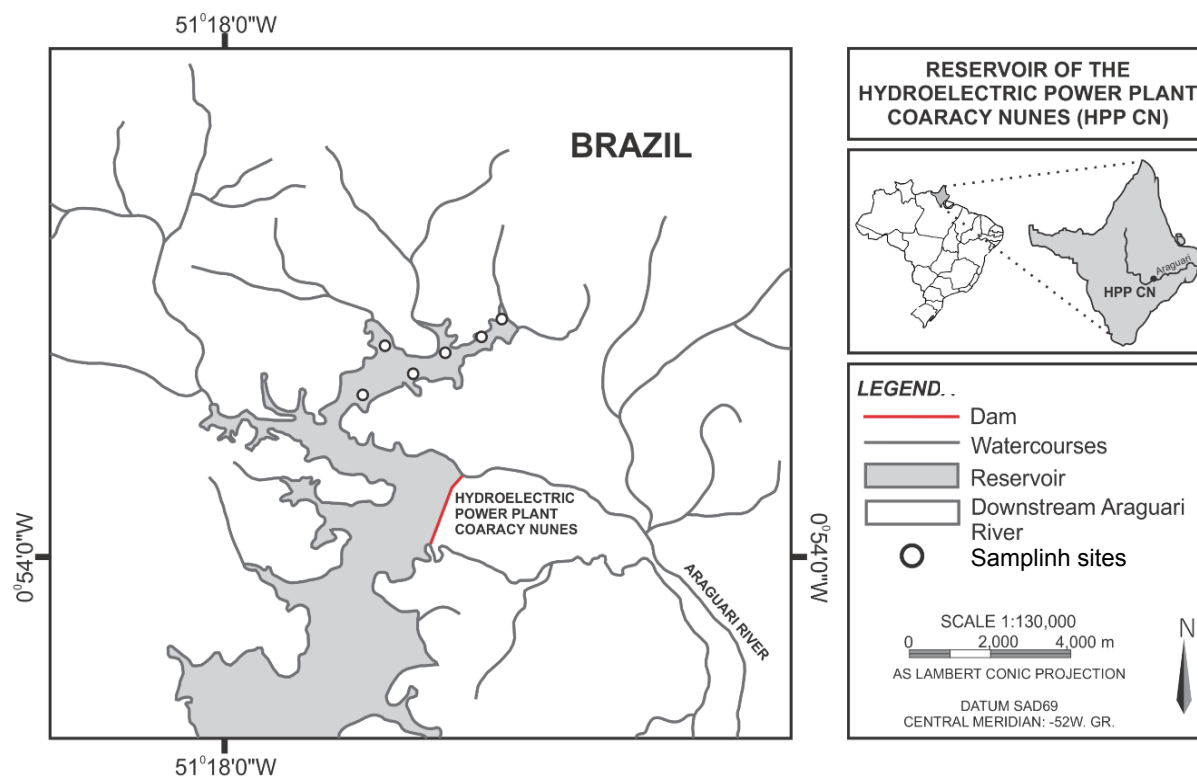 51°18'0"W
BRAZIL
HYDROELECTRIC
POWER PLANT
COARACY NUNES
ARAGUARI RIVER
0°54'0"W
0°54'0"W
51°18'0"W
RESERVOIR OF THE
HYDROELECTRIC POWER PLANT
COARACY NUNES (HPP CN)
Araguari
HPP CN
LEGEND. .
Dam
Watercourses
Reservoir
Downstream Araguari
River
Samplinh sites
SCALE 1:130,000
0 2,000 4,000 m
AS LAMBERT CONIC PROJECTION
DATUM SAD69
CENTRAL MERIDIAN: -52W. GR.
N